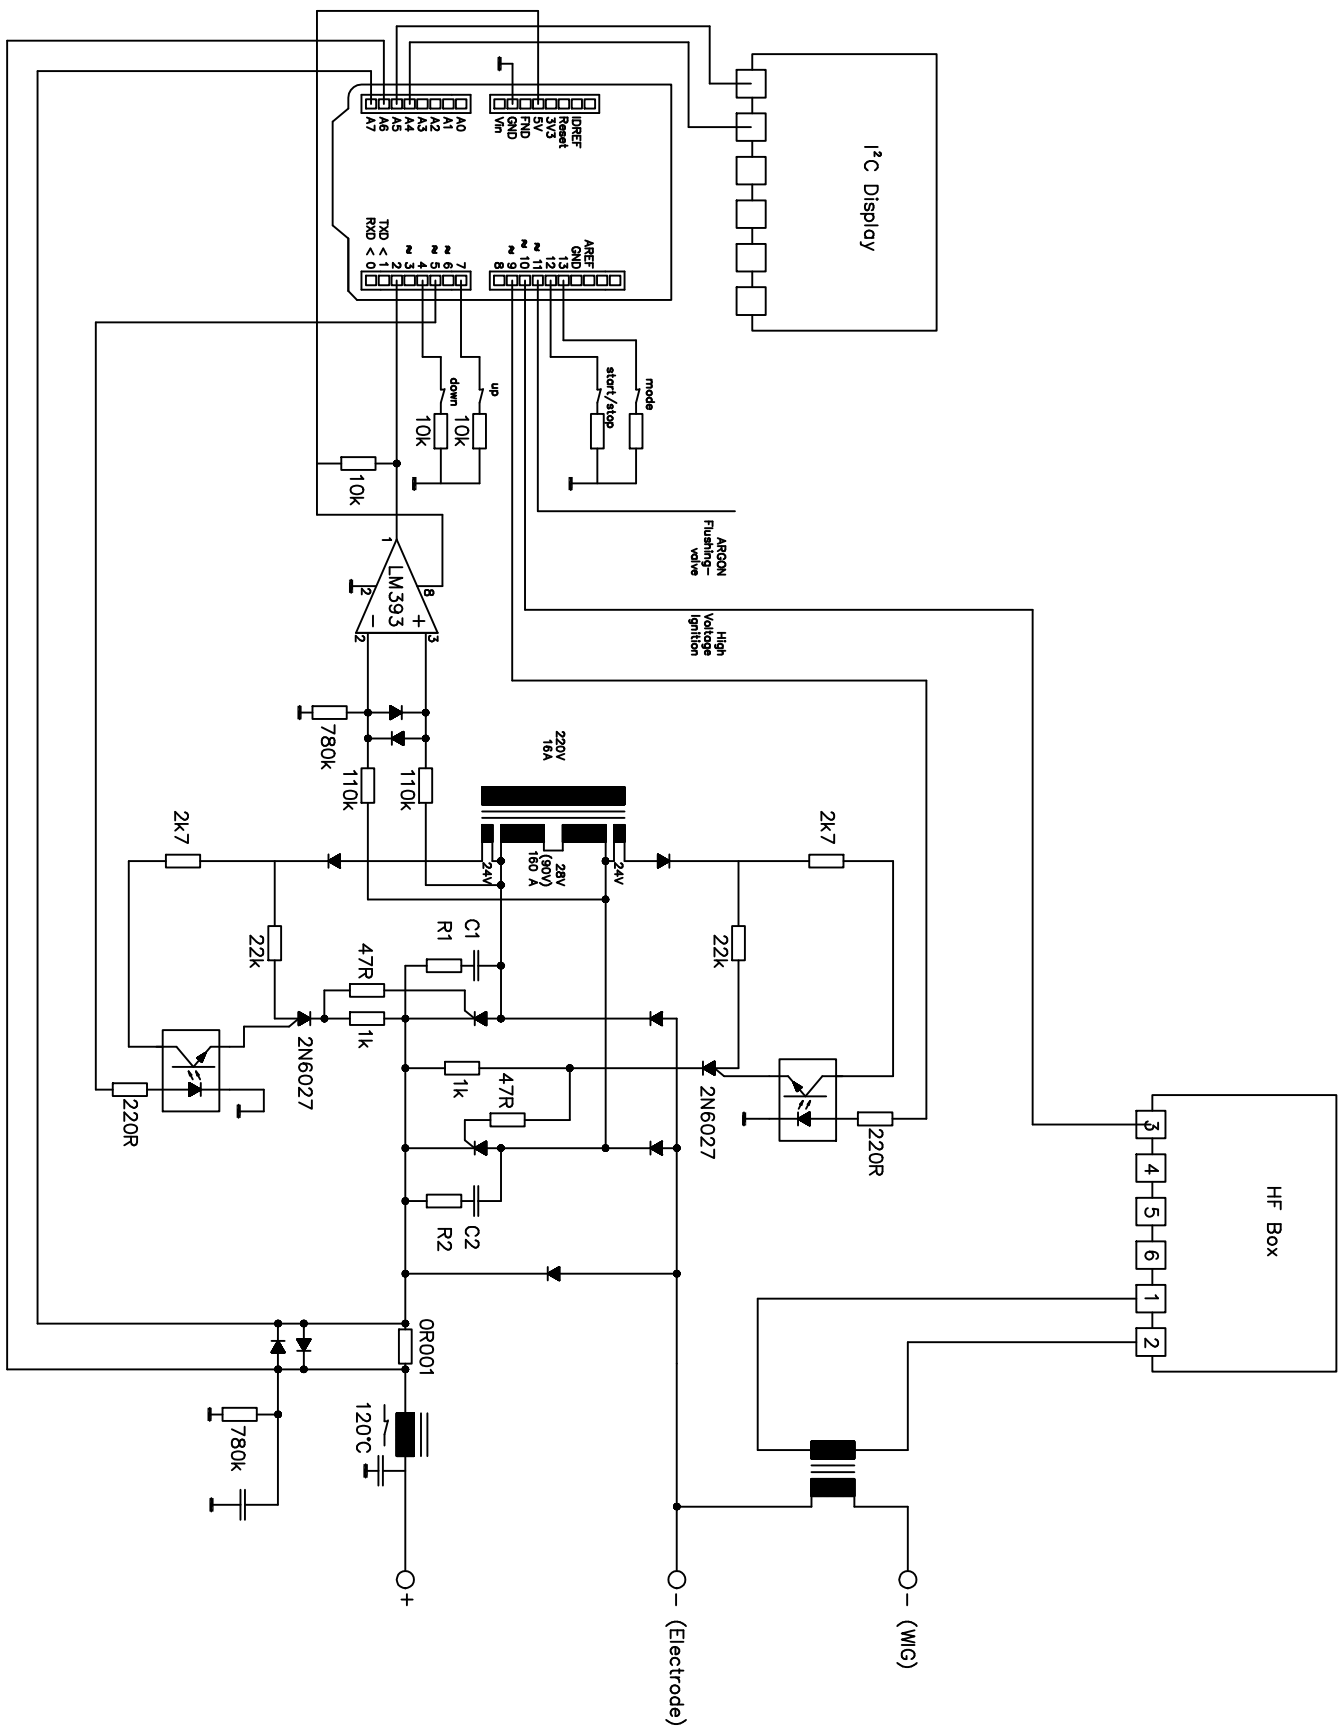 HF Box
3
4
5
6
1
2
I²C Display
- (WIG)
220R
2k7
ARGON
Flushing-
valve
High
Voltage
Ignition
22k
2N6027
- (Electrode)
mode
start/stop
24V
AREF
GND
13
12
~ 11
~ 10
~ 9
8
IDREF
Reset
3V3
5V
FND
GND
Vin
220V
16A
28V
(90V)
160 A
24V
up
down
10k
10k
47R
1k
C1
R1
C2
R2
7
~ 6
~ 5
4
~ 3
2
TXD < 1
RXD < 0
A0
A1
A2
A3
A4
A5
A6
A7
8
3
+
LM393
-
1
2
2
10k
110k
110k
780k
47R
1k
0R001
120°C
+
2N6027
22k
2k7
220R
780k